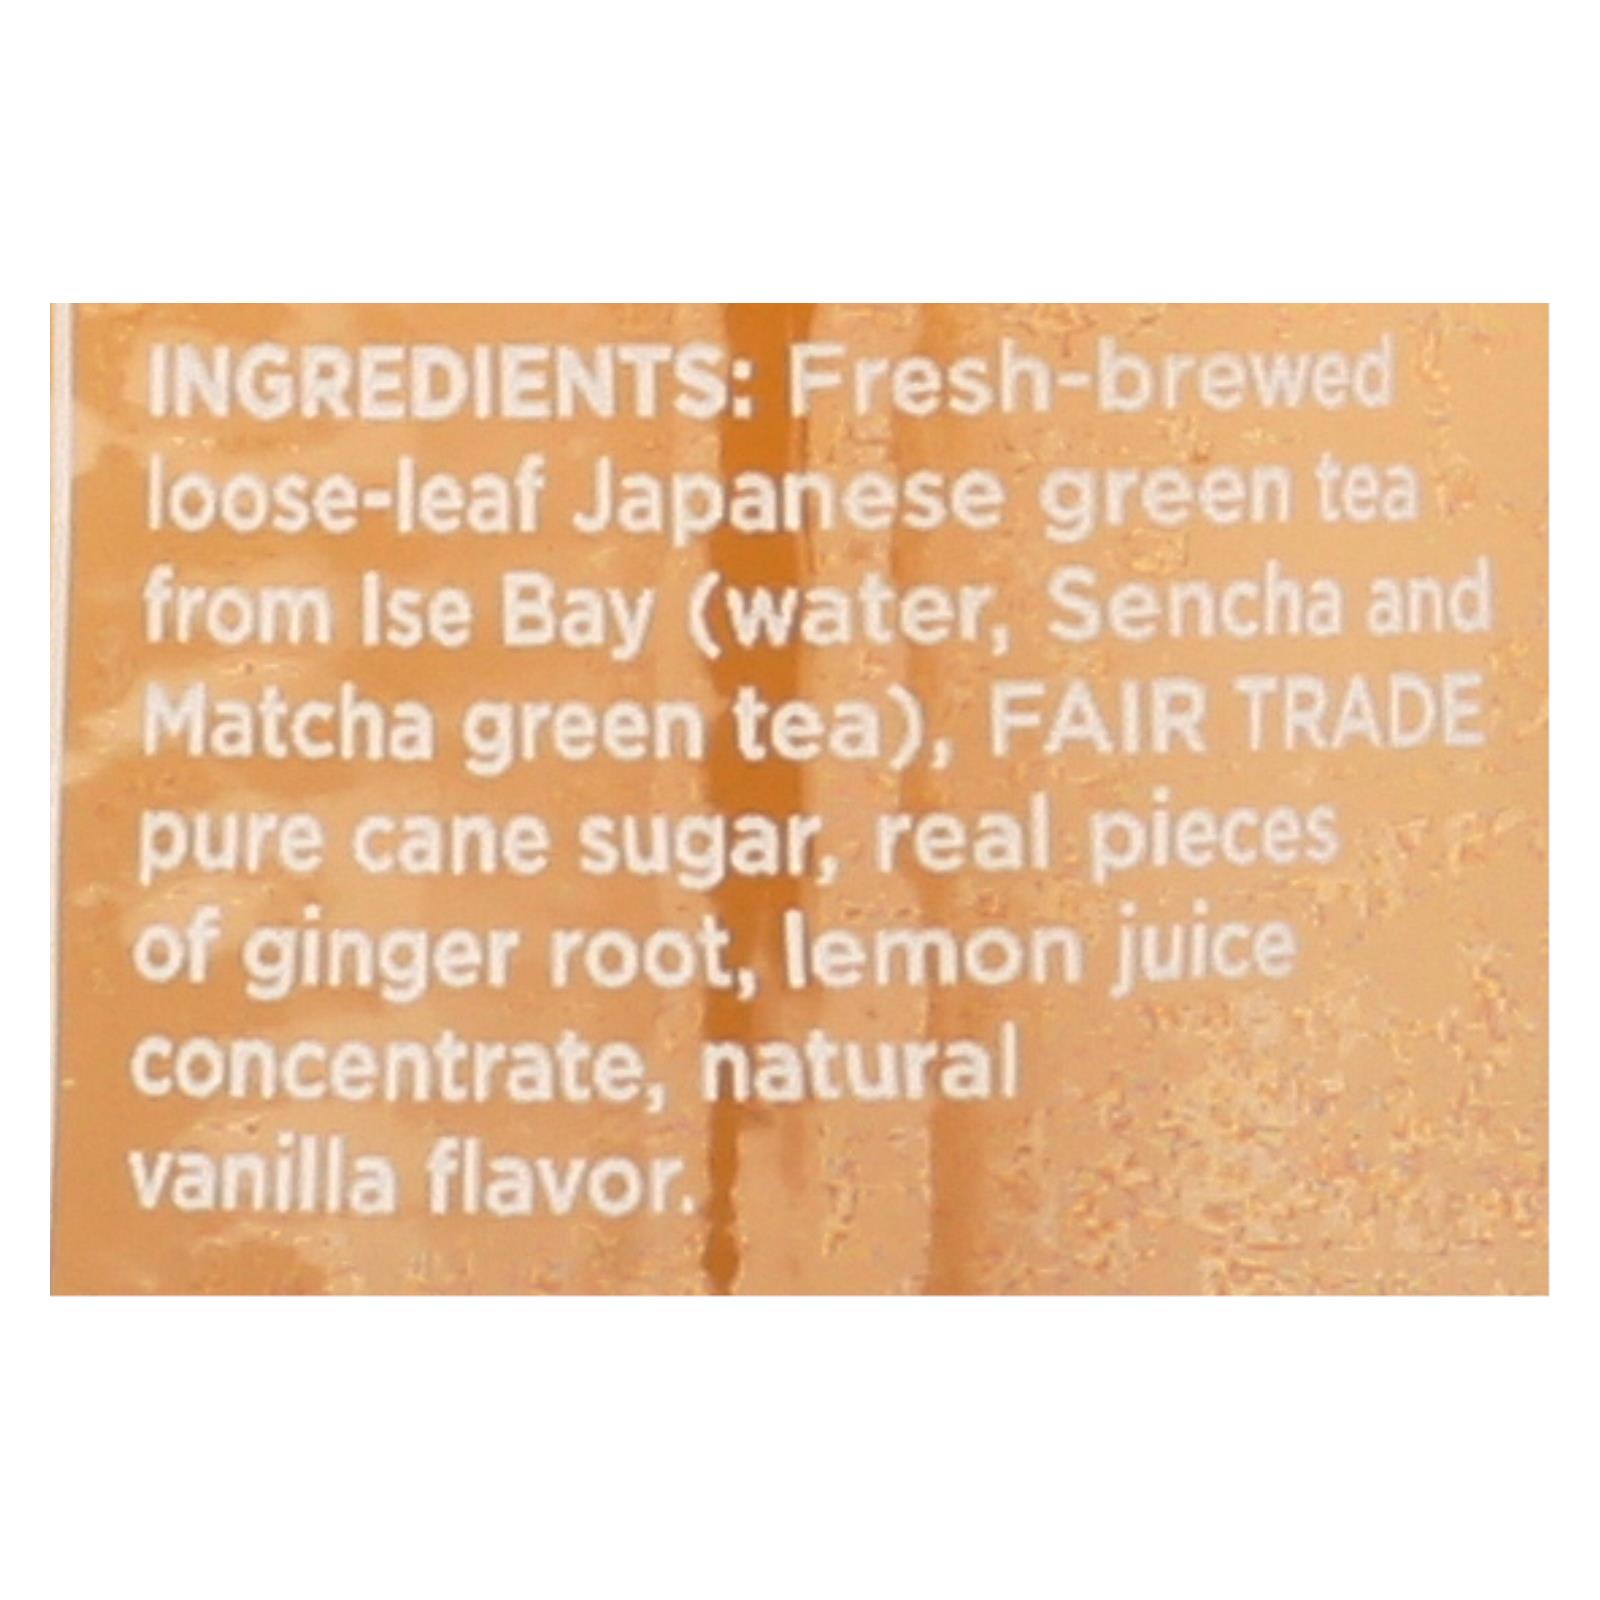 INGREDIENTS: Fresh-brewed
loose-leaf Japanese green tea
from Ise Bay (water, Sencha and
Matcha green tea), FAIR TRADE
pure cane sugar, real pieces
of ginger root, lemon juice
concentrate, natural
vanilla flavor.